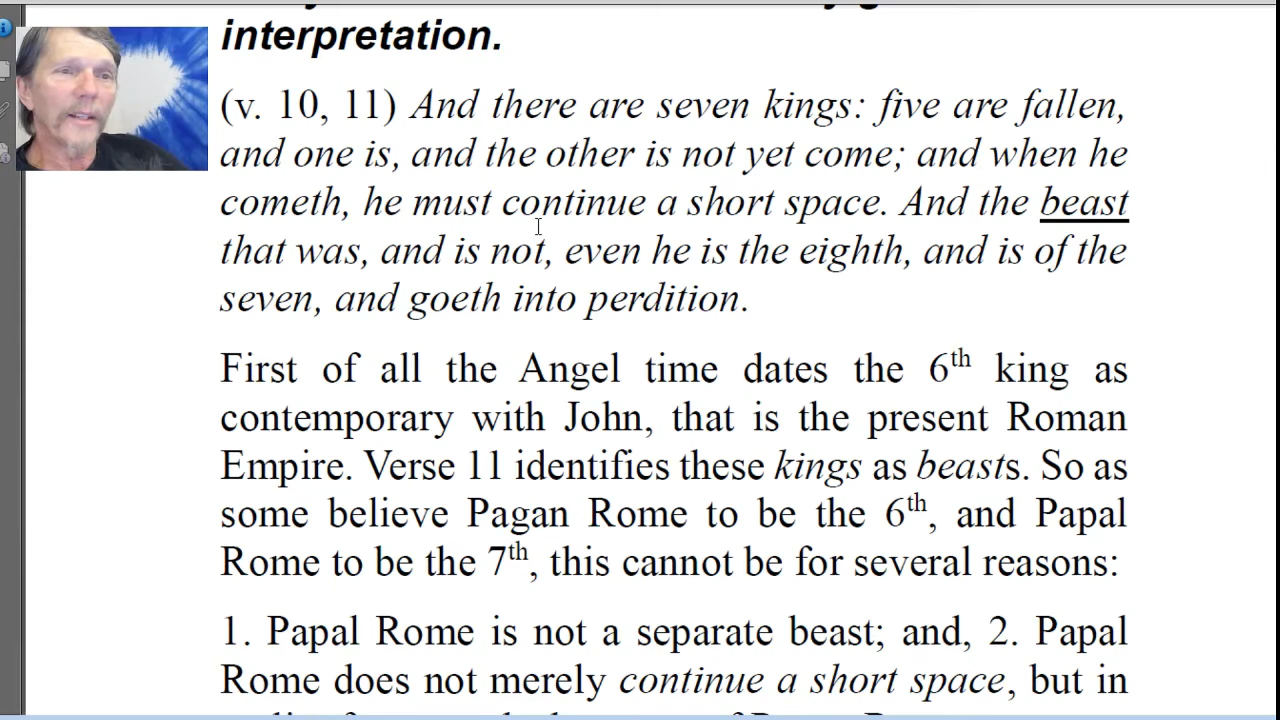 interpretation.
(v. 10, 11) And there are seven kings: five are fallen,
and one is, and the other is not yet come; and when he
cometh, he must continue a short space. And the beast
that was, and is not, even he is the eighth, and is of the
seven, and goeth into perdition.
First of all the Angel time dates the 6th king as
contemporary with John, that is the present Roman
Empire. Verse 11 identifies these kings as beasts. So as
some believe Pagan Rome to be the 6th, and Papal
Rome to be the 7th, this cannot be for several reasons:
1. Papal Rome is not a separate beast; and, 2. Papal
Rome does not merely continue a short space, but in